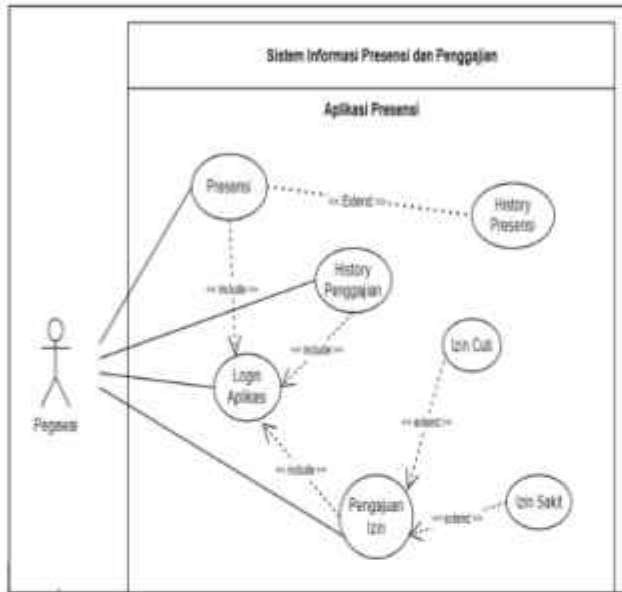 Sistem Informasi Presensi dan Penggajian
Aplikasi Presensi
Presensi
<< Extend >>
History
Presensi
History
Penggajian
<< include >>
<< include >>
Izin Cuti
Login
Aplikasi
Pegawai
<< extend >>
<< include >>
Pengajuan
Izin
<< extend >>
Izin Sakit